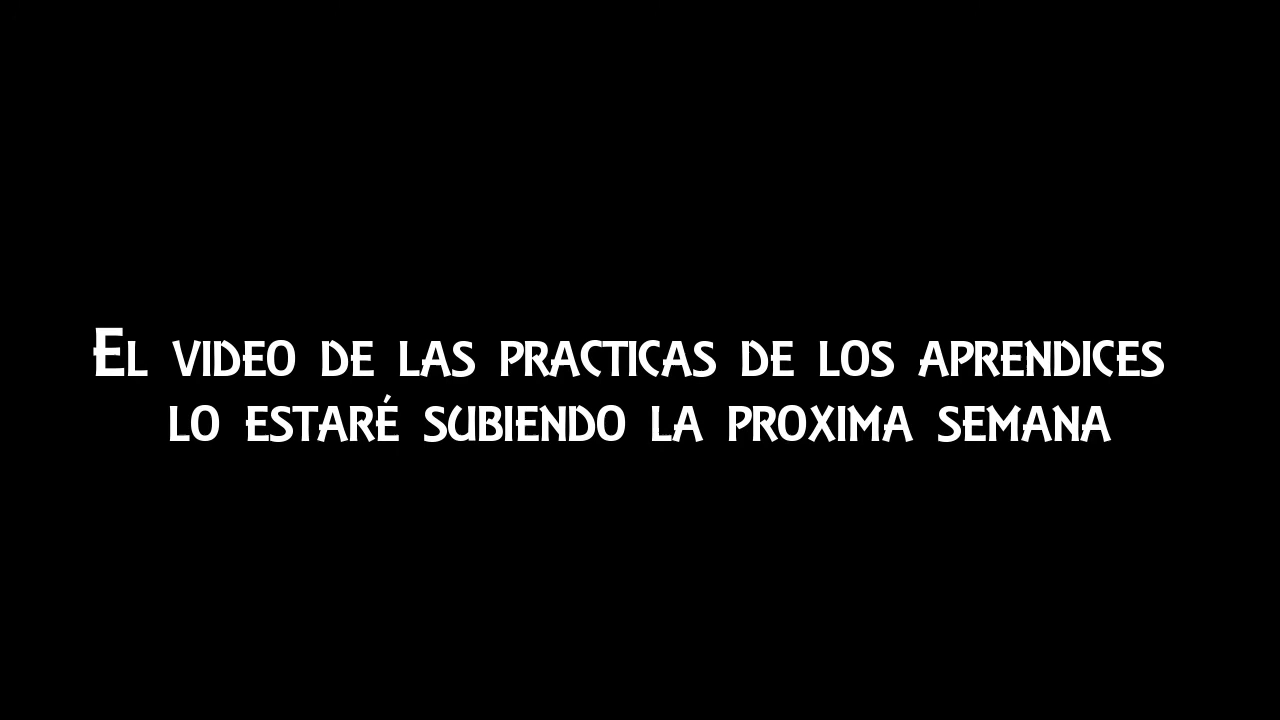 El video de las practicas de los aprendices
lo estaré subiendo la proxima semana